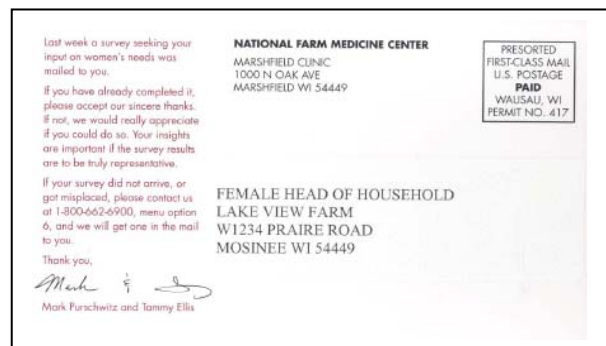 Last week a survey seeking your
input on women's needs was
mailed to you.
If you have already completed it,
please accept our sincere thanks.
If not, we would really appreciate
if you could do so. Your insights
are important if the survey results
are to be truly representative.
If your survey did not arrive, or
got misplaced, please contact us
at 1-800-662-6900, menu option
6, and we will get one in the mail
to you.
Thank you,
Mark &
Mark Purschwitz and Tammy Ellis
NATIONAL FARM MEDICINE CENTER
MARSHFIELD CLINIC
1000 N OAK AVE
MARSHFIELD WI 54449
PRESORTED
FIRST-CLASS MAIL
U.S. POSTAGE
PAID
WAUSAU, WI
PERMIT NO. 417
FEMALE HEAD OF HOUSEHOLD
LAKE VIEW FARM
W1234 PRAIRE ROAD
MOSINEE WI 54449